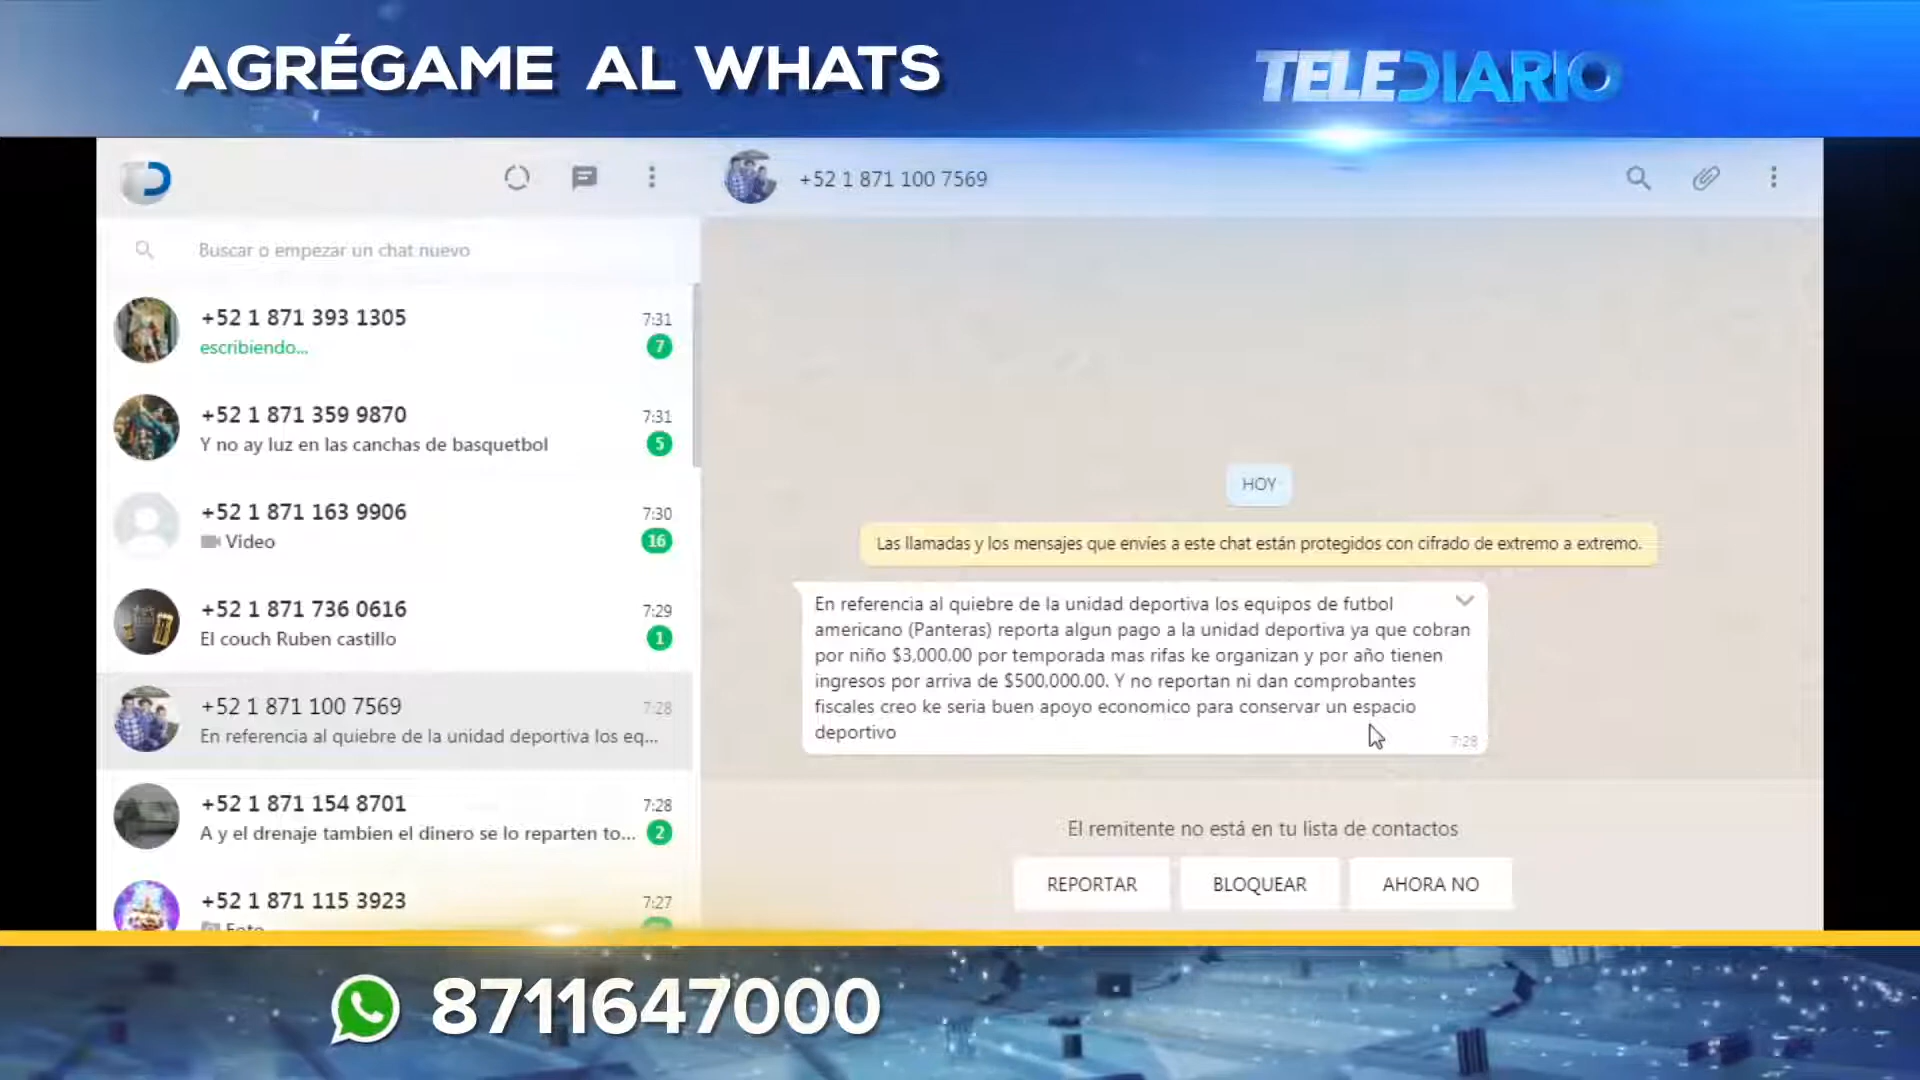 AGRÉGAME AL WHATS
TELEDIARIO
+52 1 871 100 7569
Buscar o empezar un chat nuevo
+52 1 871 393 1305
7:31
escribiendo...
7
+52 1 871 359 9870
7:31
Y no ay luz en las canchas de basquetbol
5
+52 1 871 163 9906
7:30
Video
16
+52 1 871 736 0616
7:29
El couch Ruben castillo
1
+52 1 871 100 7569
7:28
En referencia al quiebre de la unidad deportiva los eq...
+52 1 871 154 8701
7:28
A y el drenaje tambien el dinero se lo reparten to...
2
+52 1 871 115 3923
7:27
Foto
HOY
Las llamadas y los mensajes que envíes a este chat están protegidos con cifrado de extremo a extremo.
En referencia al quiebre de la unidad deportiva los equipos de futbol
americano (Panteras) reporta algun pago a la unidad deportiva ya que cobran
por niño $3,000.00 por temporada mas rifas ke organizan y por año tienen
ingresos por arriva de $500,000.00. Y no reportan ni dan comprobantes
fiscales creo ke seria buen apoyo economico para conservar un espacio
deportivo
7:28
El remitente no está en tu lista de contactos
REPORTAR
BLOQUEAR
AHORA NO
8711647000